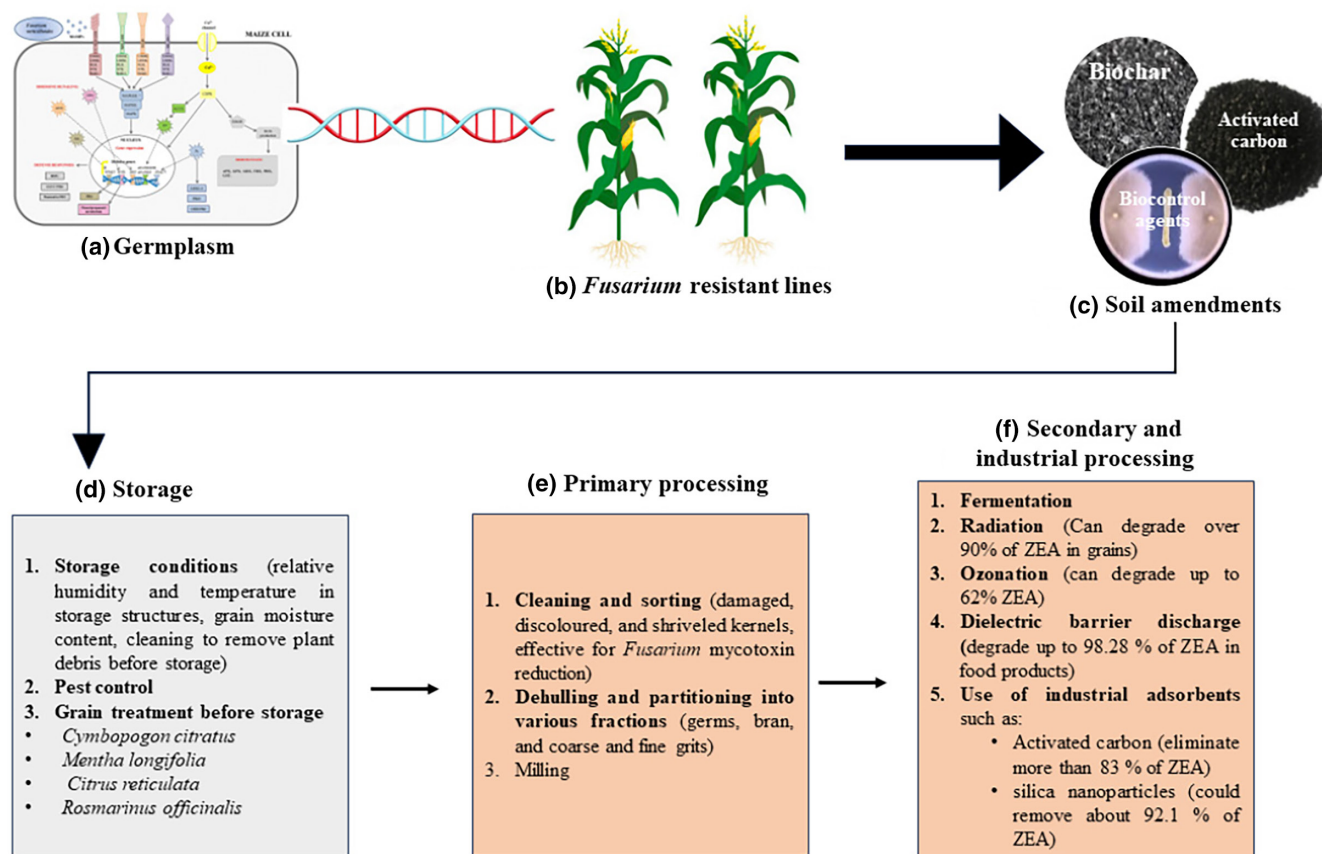 MAIZE CELL
(a) Germplasm
(b) Fusarium resistant lines
Biochar
Activated
carbon
Biocontrol
agents
(c) Soil amendments
(d) Storage
1. Storage conditions (relative
humidity and temperature in
storage structures, grain moisture
content, cleaning to remove plant
debris before storage)
2. Pest control
3. Grain treatment before storage
• Cymbopogon citratus
• Mentha longifolia
• Citrus reticulata
• Rosmarinus officinalis
(e) Primary processing
1. Cleaning and sorting (damaged,
discoloured, and shriveled kernels,
effective for Fusarium mycotoxin
reduction)
2. Dehulling and partitioning into
various fractions (germs, bran,
and coarse and fine grits)
3. Milling
(f) Secondary and
industrial processing
1. Fermentation
2. Radiation (Can degrade over
90% of ZEA in grains)
3. Ozonation (can degrade up to
62% ZEA)
4. Dielectric barrier discharge
(degrade up to 98.28 % of ZEA in
food products)
5. Use of industrial adsorbents
such as:
• Activated carbon (eliminate
more than 83 % of ZEA)
• silica nanoparticles (could
remove about 92.1 % of
ZEA)